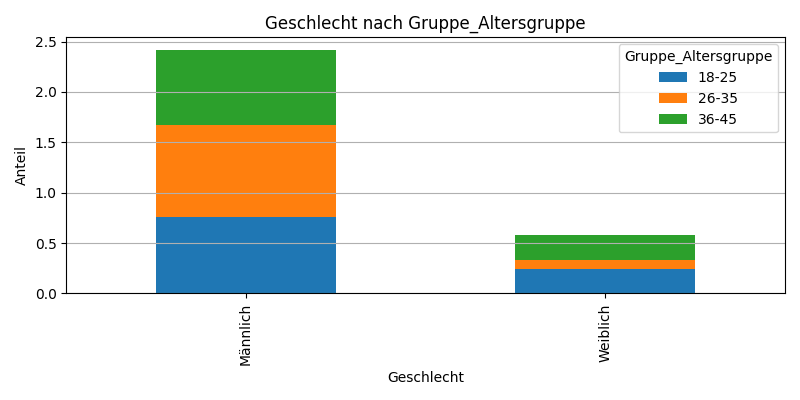 Geschlecht nach Gruppe_Altersgruppe
Anteil
2.5
2.0
1.5
1.0
0.5
0.0
Gruppe_Altersgruppe
18-25
26-35
36-45
Männlich
Weiblich
Geschlecht